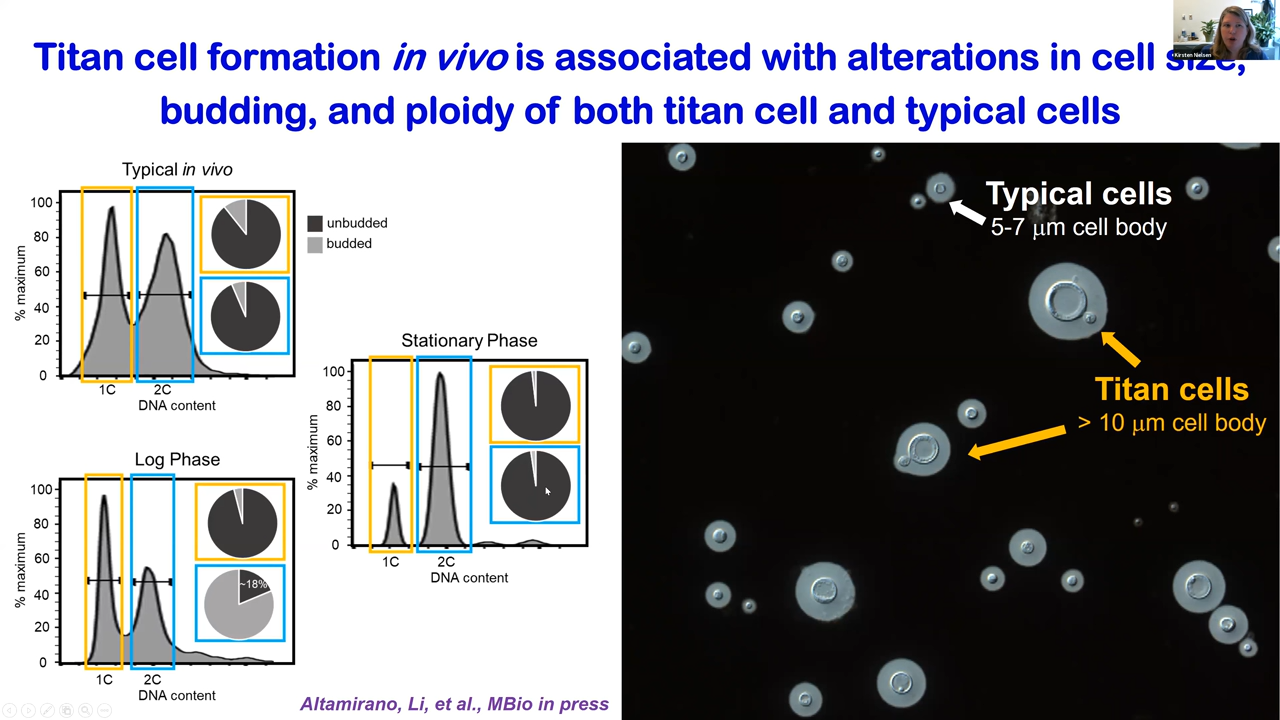 Titan cell formation in vivo is associated with alterations in cell size,
budding, and ploidy of both titan cell and typical cells
Kirsten Nielsen
Typical in vivo
100
80
60
40
20
0
% maximum
1C
2C
DNA content
unbudded
budded
Stationary Phase
100
80
60
40
20
0
% maximum
1C
2C
DNA content
Log Phase
100
80
60
40
20
0
% maximum
~18%
1C
2C
DNA content
Typical cells
5-7 μm cell body
Titan cells
> 10 μm cell body
Altamirano, Li, et al., MBio in press